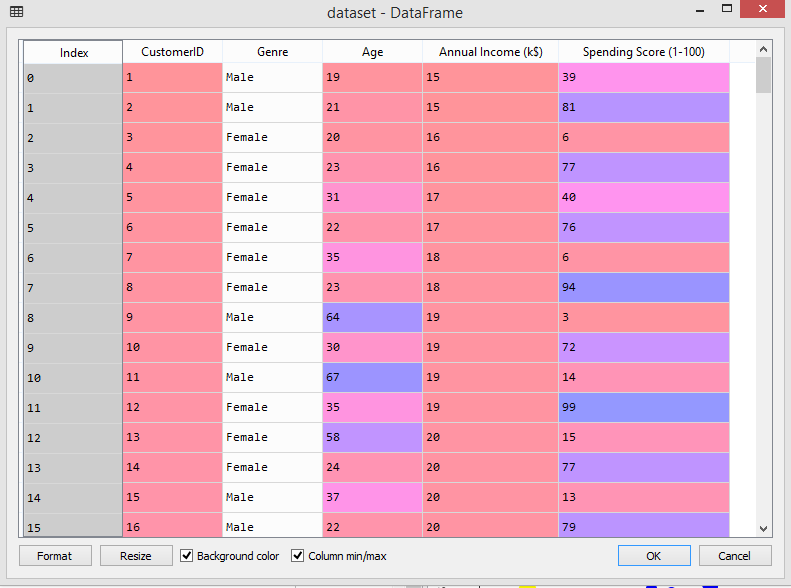 dataset - DataFrame
Index CustomerID Genre Age Annual Income (k$) Spending Score (1-100)
0 1 Male 19 15 39
1 2 Male 21 15 81
2 3 Female 20 16 6
3 4 Female 23 16 77
4 5 Female 31 17 40
5 6 Female 22 17 76
6 7 Female 35 18 6
7 8 Female 23 18 94
8 9 Male 64 19 3
9 10 Female 30 19 72
10 11 Male 67 19 14
11 12 Female 35 19 99
12 13 Female 58 20 15
13 14 Female 24 20 77
14 15 Male 37 20 13
15 16 Male 22 20 79
Format Resize Background color Column min/max OK Cancel